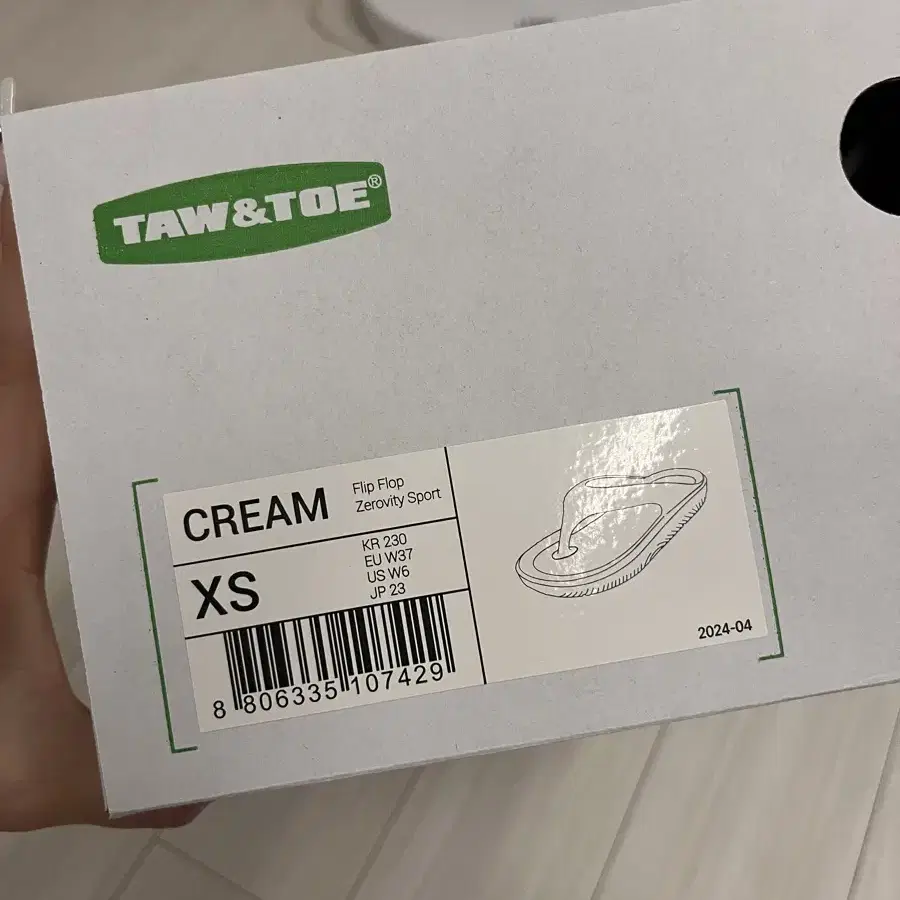 TAW&TOE®
CREAM
Flip Flop
Zerovity Sport
XS
KR 230
EU W37
US W6
JP 23
8 806335 107429
2024-04